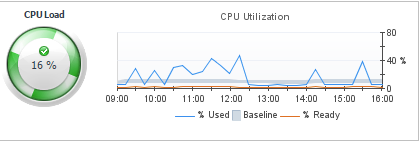 CPU Load
16 %
CPU Utilization
80
40 %
0
09:00 10:00 11:00 12:00 13:00 14:00 15:00 16:00
% Used Baseline % Ready